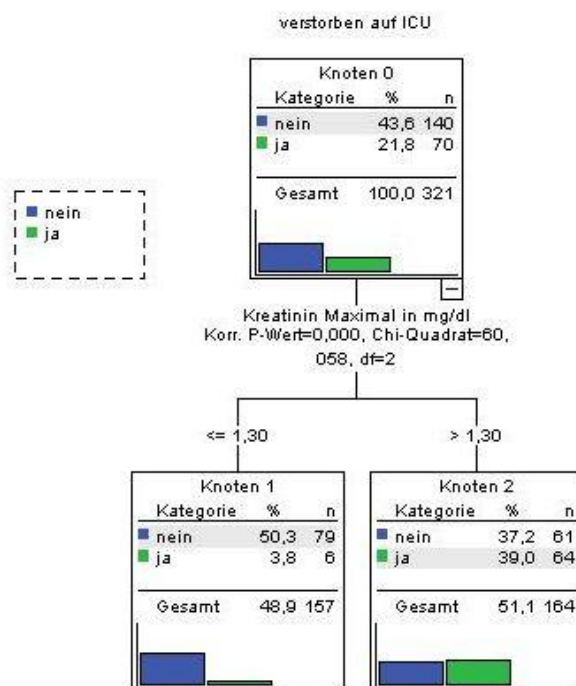 verstorben auf ICU
Knoten 0
Kategorie % n
nein 43,6 140
ja 21,8 70
Gesamt 100,0 321
nein
ja
Kreatinin Maximal in mg/dl
Korr. P-Wert=0,000, Chi-Quadrat=60,
058, df=2
<= 1,30
> 1,30
Knoten 1
Kategorie % n
nein 50,3 79
ja 3,8 6
Gesamt 48,9 157
Knoten 2
Kategorie % n
nein 37,2 61
ja 39,0 64
Gesamt 51,1 164